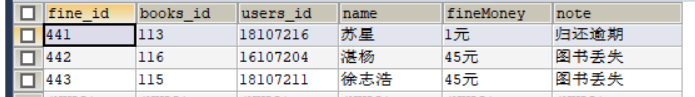 fine_id books_id users_id name fineMoney note
441 113 18107216 苏星 1元 归还逾期
442 116 16107204 湛杨 45元 图书丢失
443 115 18107211 徐志浩 45元 图书丢失